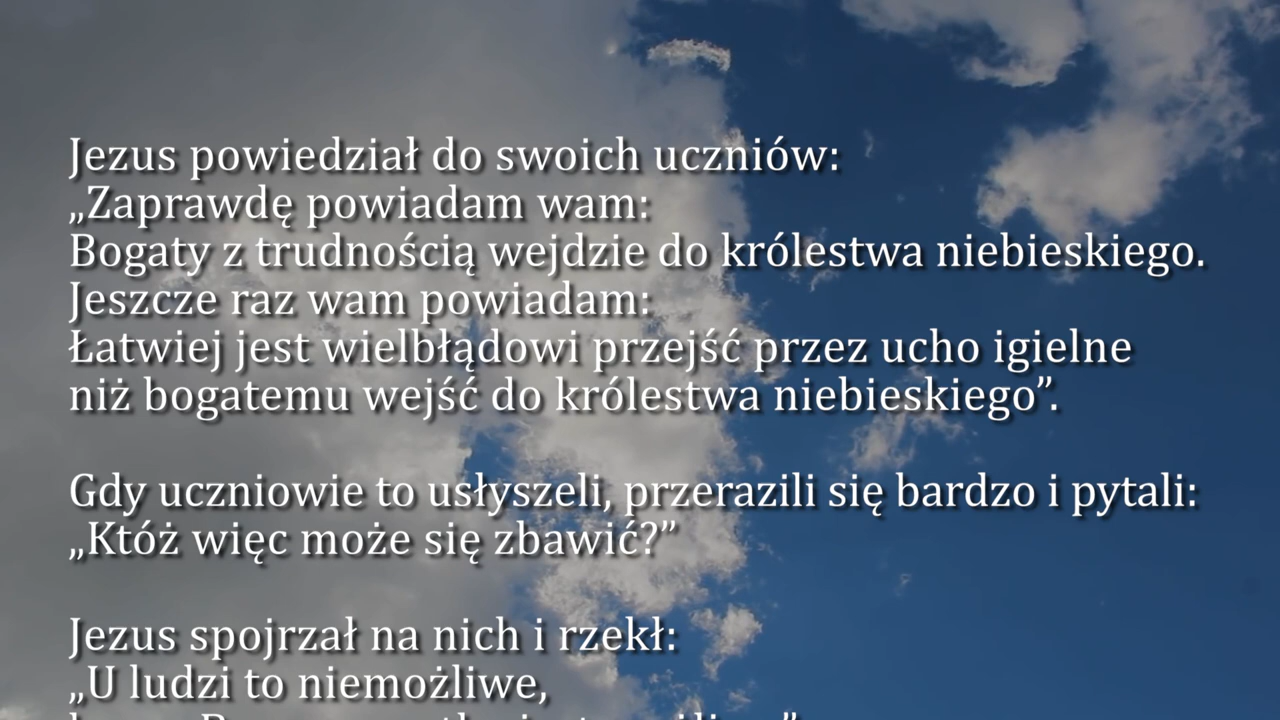 Jezus powiedział do swoich uczniów:
„Zaprawdę powiadam wam:
Bogaty z trudnością wejdzie do królestwa niebieskiego.
Jeszcze raz wam powiadam:
Łatwiej jest wielbłądowi przejść przez ucho igielne
niż bogatemu wejść do królestwa niebieskiego”.
Gdy uczniowie to usłyszeli, przerazili się bardzo i pytali:
„Któż więc może się zbawić?”
Jezus spojrzał na nich i rzekł:
„U ludzi to niemożliwe,